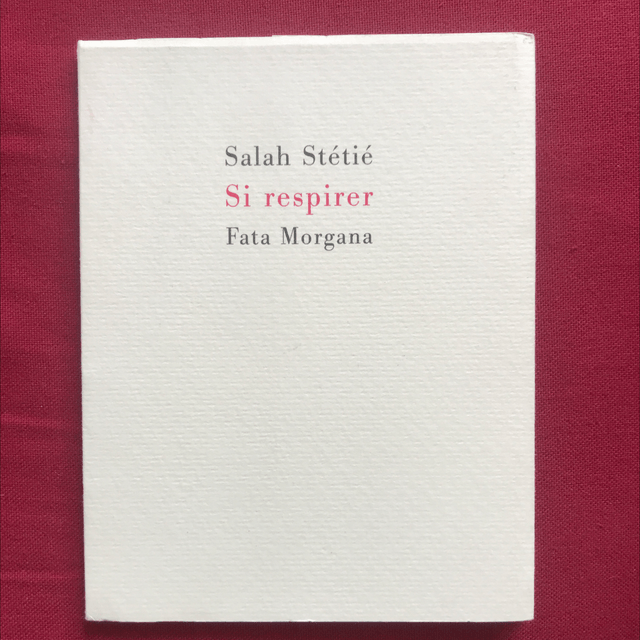 Salah Stétié
Si respirer
Fata Morgana